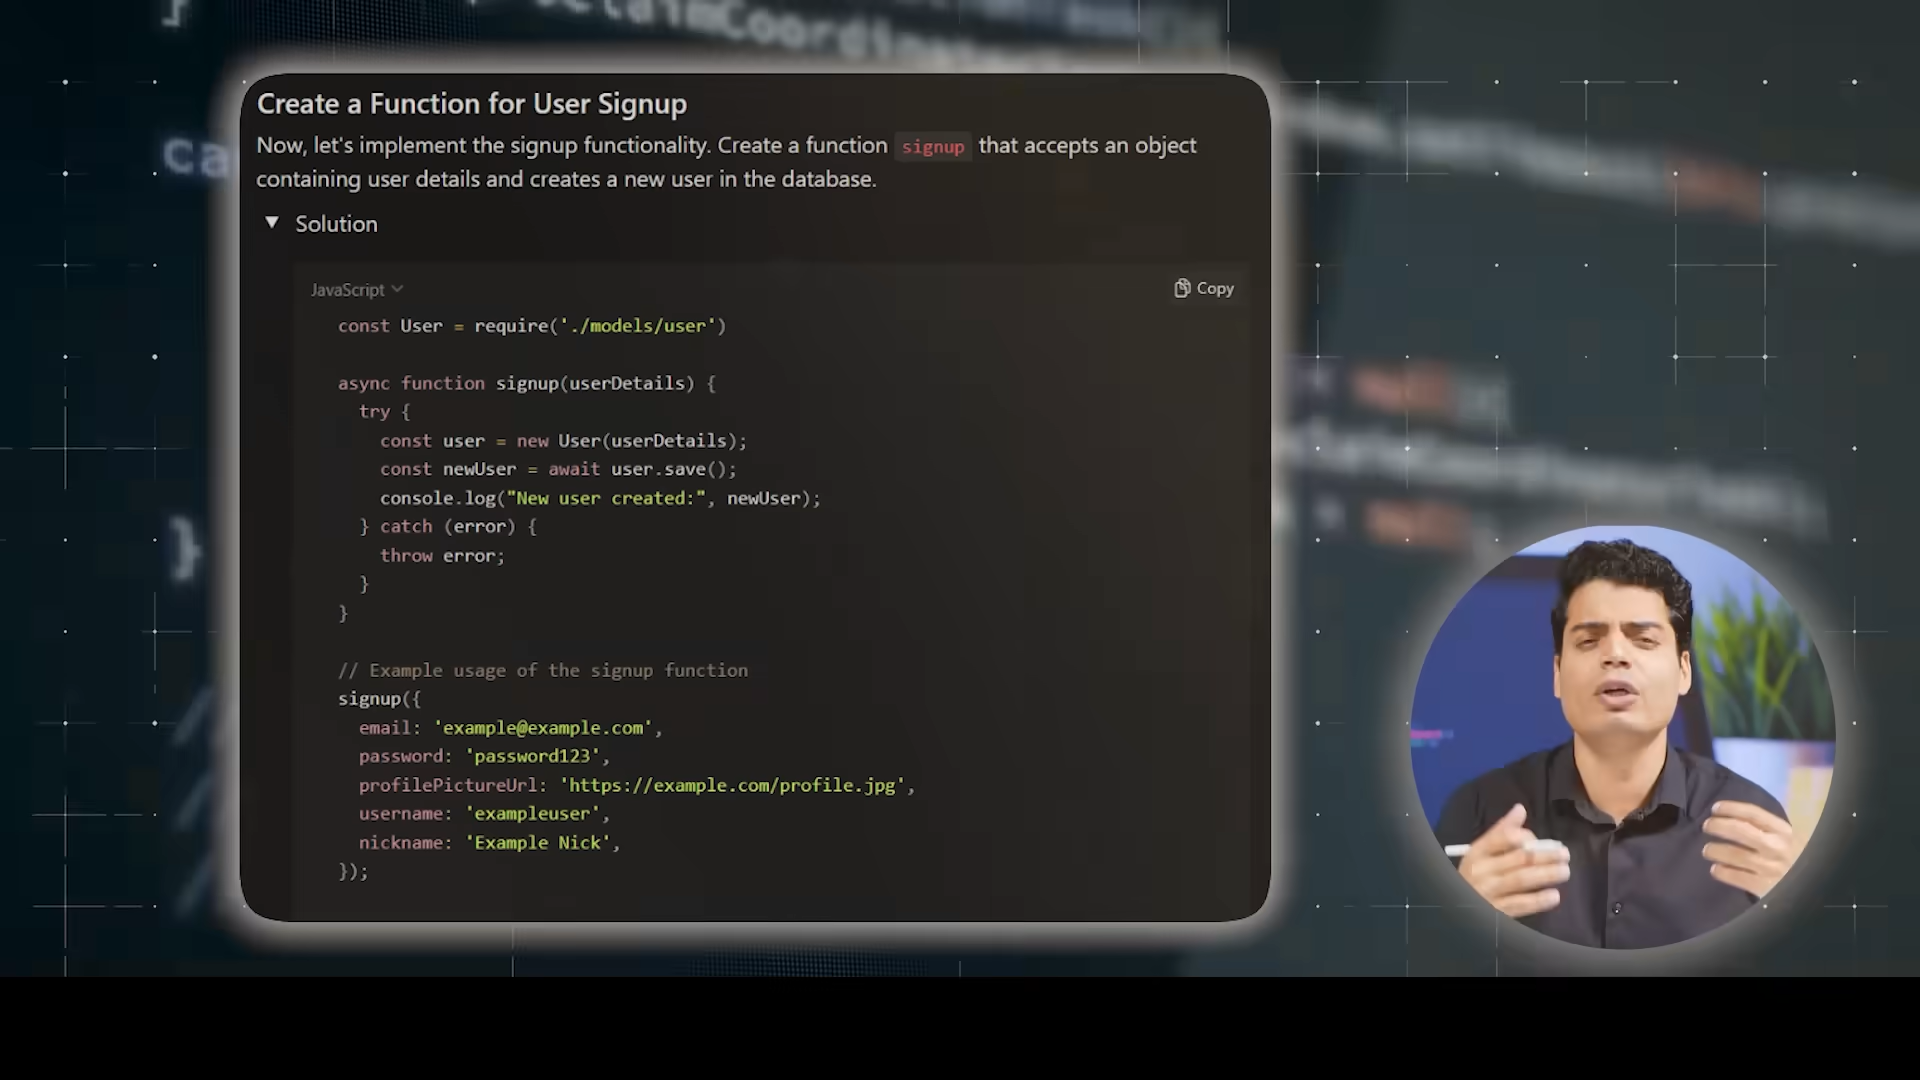 Create a Function for User Signup
Now, let's implement the signup functionality. Create a function signup that accepts an object
containing user details and creates a new user in the database.
▼ Solution
JavaScript
Copy
const User = require('./models/user')
async function signup(userDetails) {
try {
const user = new User(userDetails);
const newUser = await user.save();
console.log("New user created:", newUser);
} catch (error) {
throw error;
}
}
// Example usage of the signup function
signup({
email: 'example@example.com',
password: 'password123',
profilePictureUrl: 'https://example.com/profile.jpg',
username: 'exampleuser',
nickname: 'Example Nick',
});